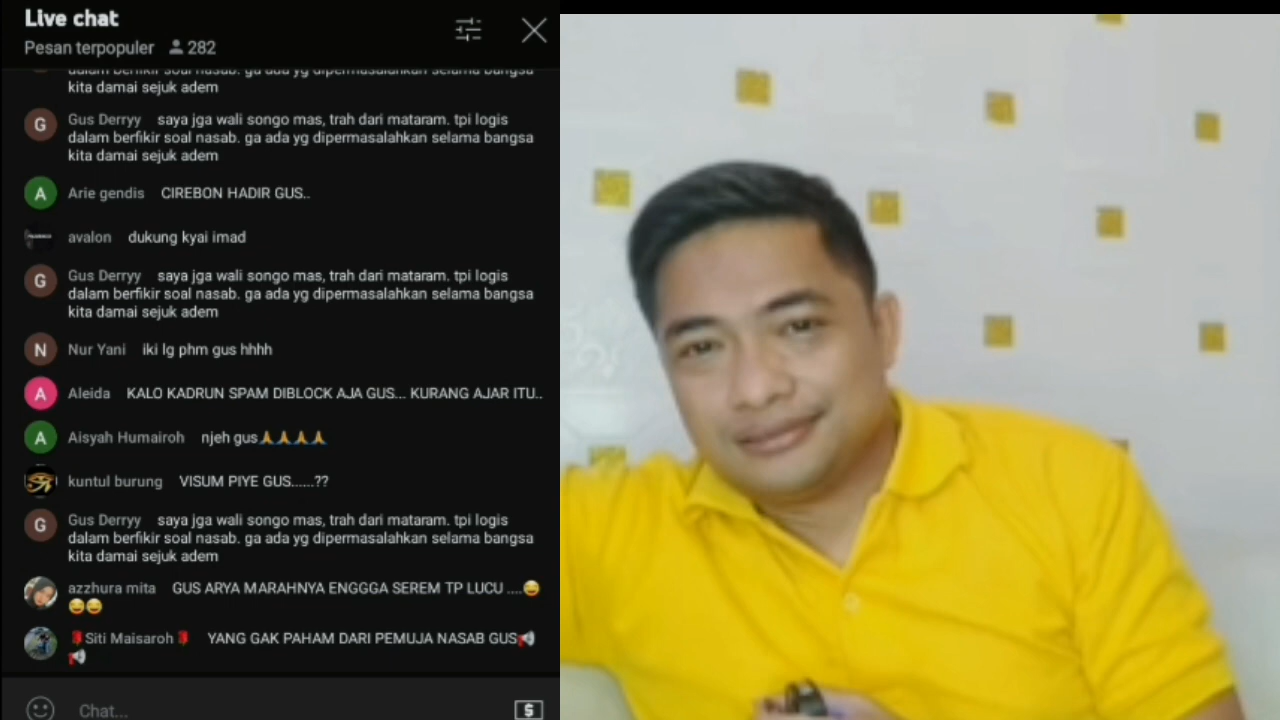 Live chat
Pesan terpopuler 282
dalam berfikir soal nasab. ga ada yg dipermasalahkan selama bangsa
kita damai sejuk adem
G Gus Derryy saya jga wali songo mas, trah dari mataram. tpi logis
dalam berfikir soal nasab. ga ada yg dipermasalahkan selama bangsa
kita damai sejuk adem
A Arie gendis CIREBON HADIR GUS..
avalon dukung kyai imad
G Gus Derryy saya jga wali songo mas, trah dari mataram. tpi logis
dalam berfikir soal nasab. ga ada yg dipermasalahkan selama bangsa
kita damai sejuk adem
N Nur Yani iki lg phm gus hhhh
A Aleida KALO KADRUN SPAM DIBLOCK AJA GUS... KURANG AJAR ITU..
A Aisyah Humairoh njeh gus🙏🙏🙏🙏
kuntul burung VISUM PIYE GUS......??
G Gus Derryy saya jga wali songo mas, trah dari mataram. tpi logis
dalam berfikir soal nasab. ga ada yg dipermasalahkan selama bangsa
kita damai sejuk adem
azzhura mita GUS ARYA MARAHNYA ENGGGA SEREM TP LUCU ....😅
😅😅
🌹Siti Maisaroh🌹 YANG GAK PAHAM DARI PEMUJA NASAB GUS📢
📢
Chat...
$